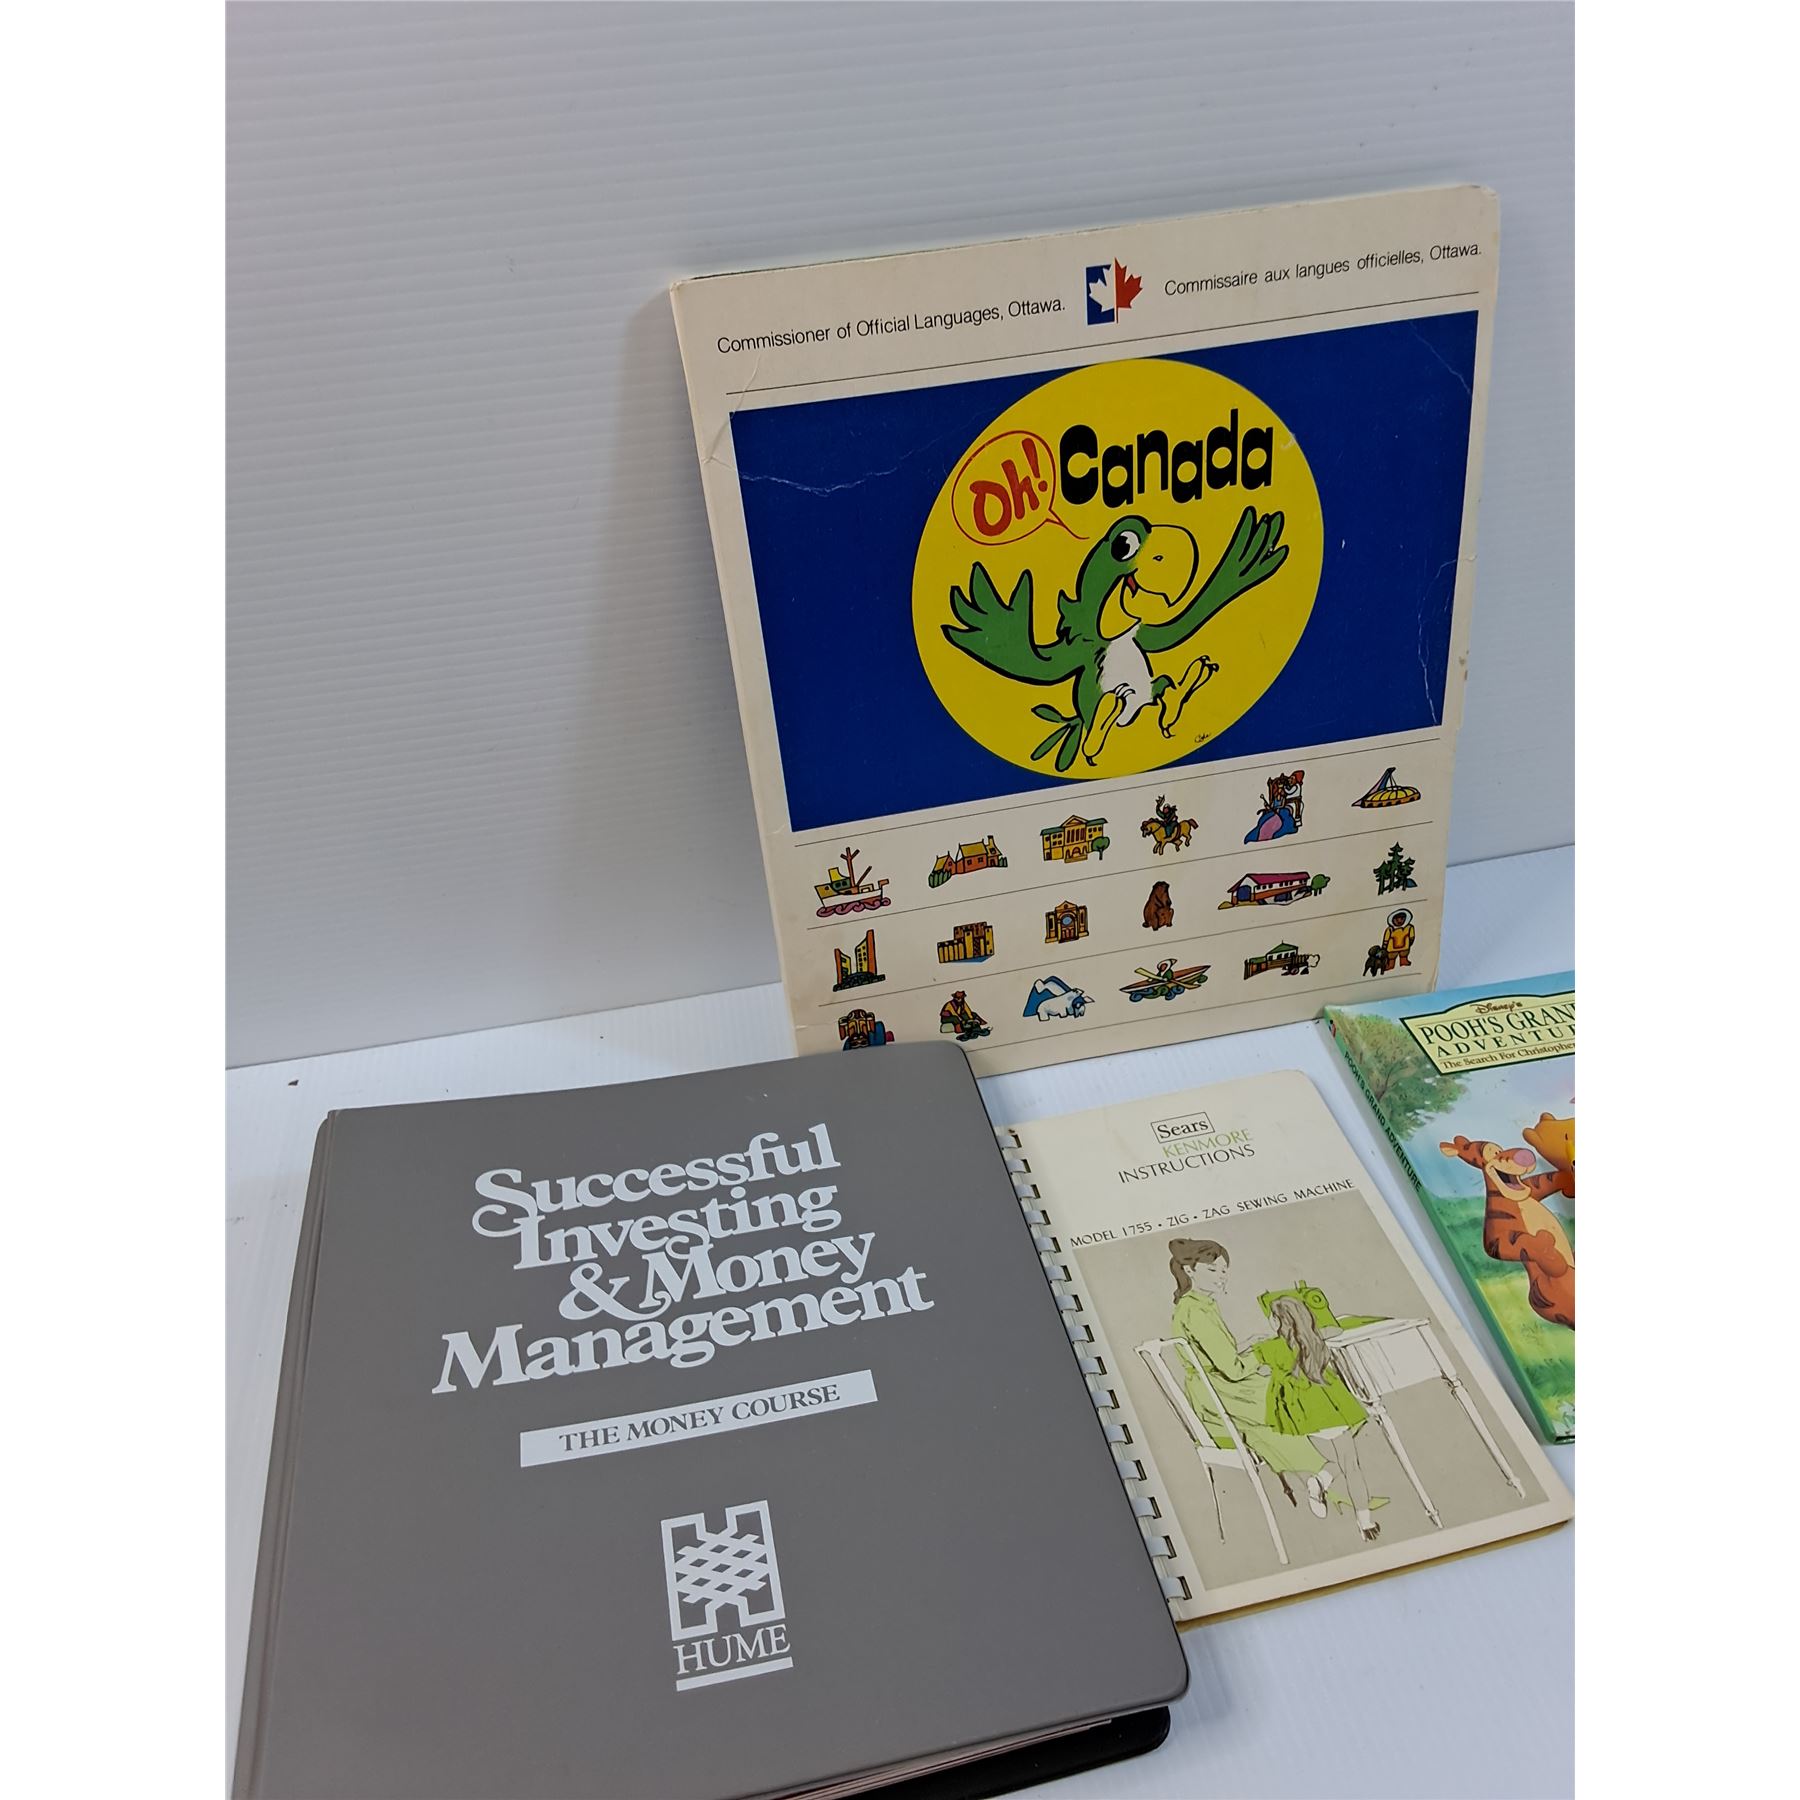 Commissioner of Official Languages, Ottawa.
Commissaire aux langues officielles, Ottawa.
Oh! Canada
Successful
Investing
& Money
Management
THE MONEY COURSE
HUME
Sears
KENMORE
INSTRUCTIONS
MODEL 1755 • ZIG • ZAG SEWING MACHINE
Disney's
POOH'S GRAN
ADVENTU
The Search For Christopher
POOH'S GRAND ADVENTURE